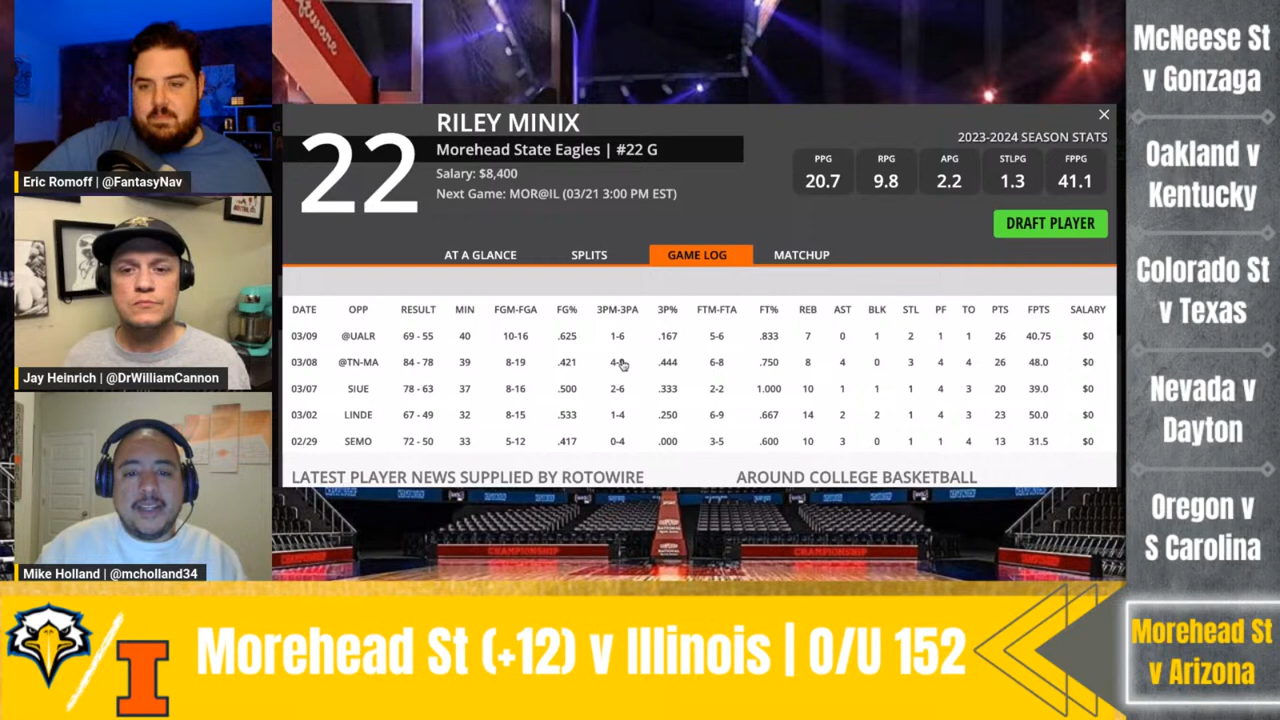 Eric Romoff | @FantasyNav
Jay Heinrich | @DrWilliamCannon
Mike Holland | @mcholland34
22
RILEY MINIX
Morehead State Eagles | #22 G
Salary: $8,400
Next Game: MOR@IL (03/21 3:00 PM EST)
2023-2024 SEASON STATS
PPG RPG APG STLPG FPPG
20.7 9.8 2.2 1.3 41.1
DRAFT PLAYER
AT A GLANCE SPLITS GAME LOG MATCHUP
DATE OPP RESULT MIN FGM-FGA FG% 3PM-3PA 3P% FTM-FTA FT% REB AST BLK STL PF TO PTS FPTS SALARY
03/09 @UALR 69 - 55 40 10-16 .625 1-6 .167 5-6 .833 7 0 1 2 1 1 26 40.75 $0
03/08 @TN-MA 84 - 78 39 8-19 .421 .444 6-8 .750 8 4 0 3 4 4 26 48.0 $0
03/07 SIUE 78 - 63 37 8-16 .500 2-6 .333 2-2 1.000 10 1 1 1 4 3 20 39.0 $0
03/02 LINDE 67 - 49 32 8-15 .533 1-4 .250 6-9 .667 14 2 2 1 4 3 23 50.0 $0
02/29 SEMO 72 - 50 33 5-12 .417 0-4 .000 3-5 .600 10 3 0 1 1 4 13 31.5 $0
LATEST PLAYER NEWS SUPPLIED BY ROTOWIRE
AROUND COLLEGE BASKETBALL
CHAMPIONSHIP
CHAMPIONSHIP
McNeese St
v Gonzaga
Oakland v
Kentucky
Colorado St
v Texas
Nevada v
Dayton
Oregon v
S Carolina
Morehead St
v Arizona
Morehead St (+12) v Illinois | O/U 152